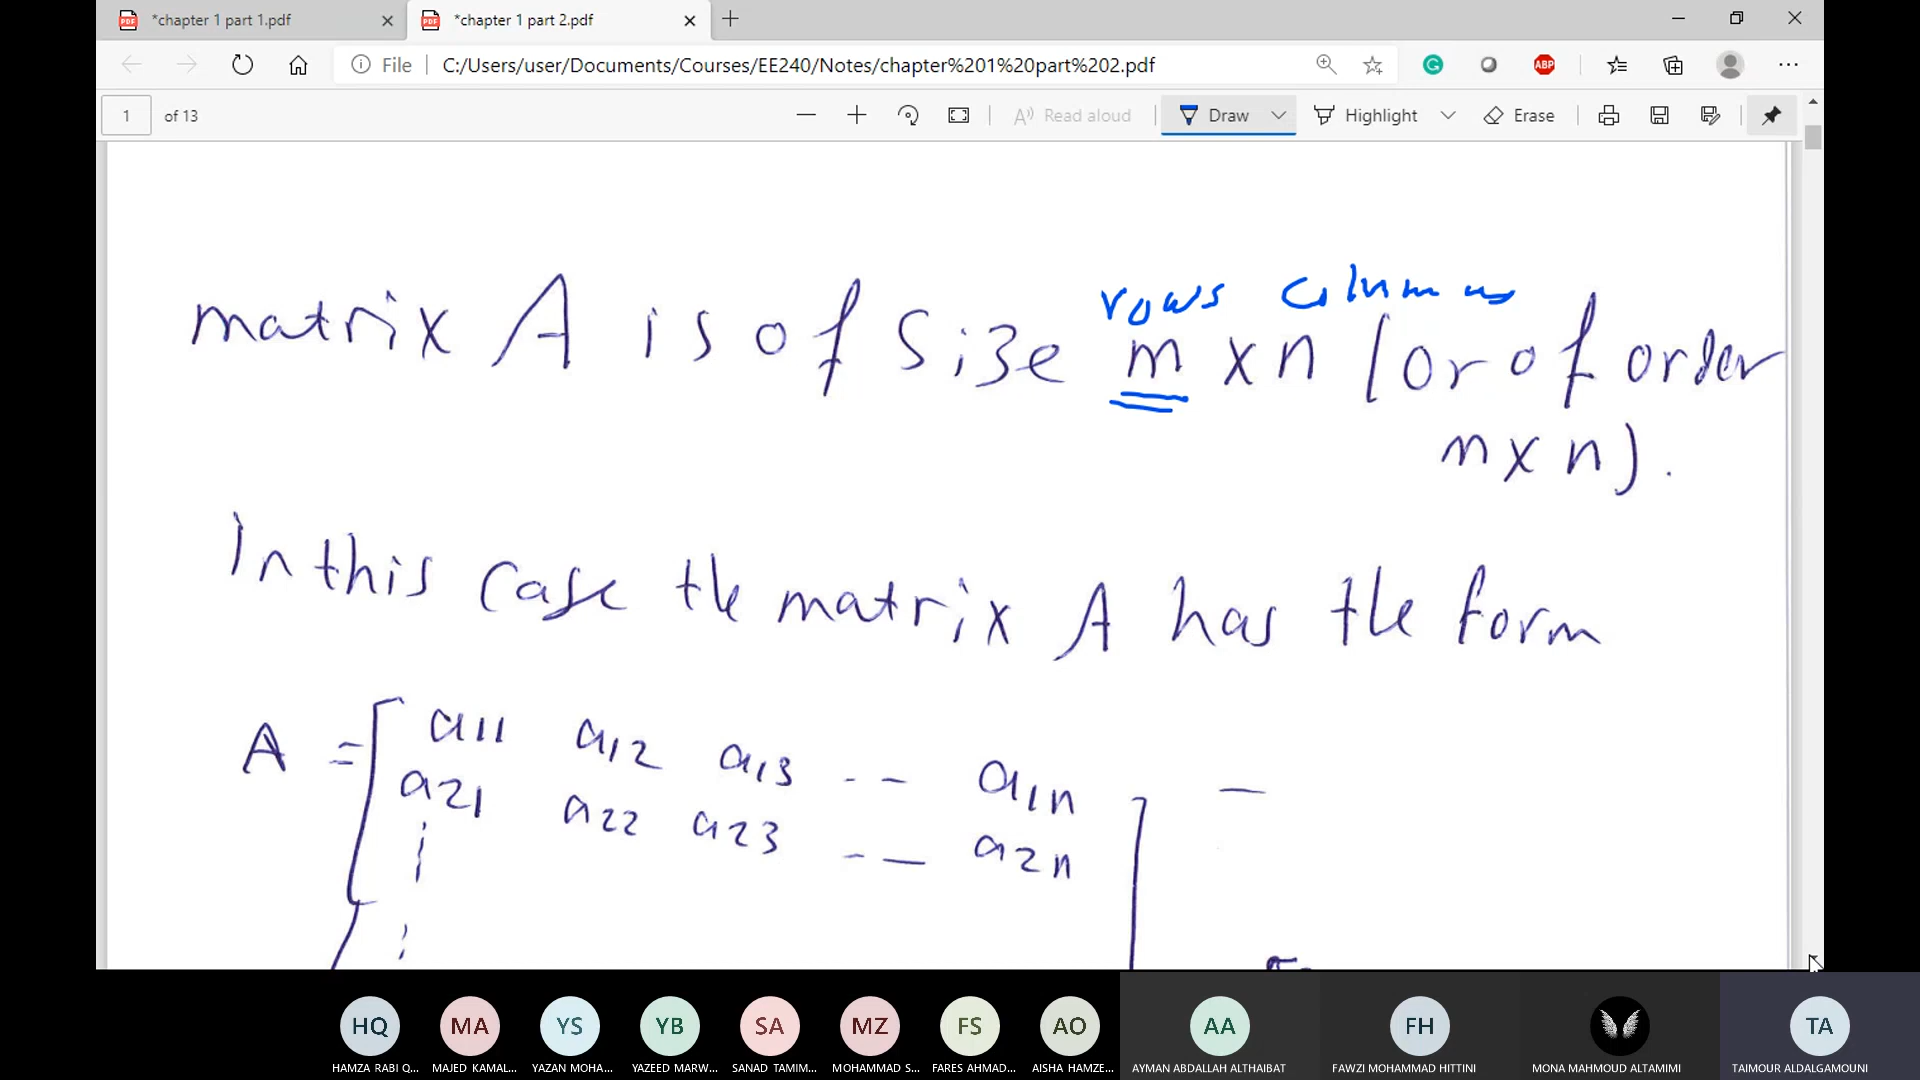 *chapter 1 part 1.pdf
*chapter 1 part 2.pdf
File
C:/Users/user/Documents/Courses/EE240/Notes/chapter%201%20part%202.pdf
ABP
1 of 13
Read aloud
Draw
Highlight
Erase
rows columns
matrix A is of size m x n (or of order
m x n).
In this case the matrix A has the form
A = [ a11 a12 a13 -- a1n
a21 a22 a23 -- a2n ]
HQ MA YS YB SA MZ FS AO AA FH TA
HAMZA RABI Q... MAJED KAMAL... YAZAN MOHA... YAZEED MARW... SANAD TAMIM... MOHAMMAD S... FARES AHMAD... AISHA HAMZE... AYMAN ABDALLAH ALTHAIBAT FAWZI MOHAMMAD HITTINI MONA MAHMOUD ALTAMIMI TAIMOUR ALDALGAMOUNI